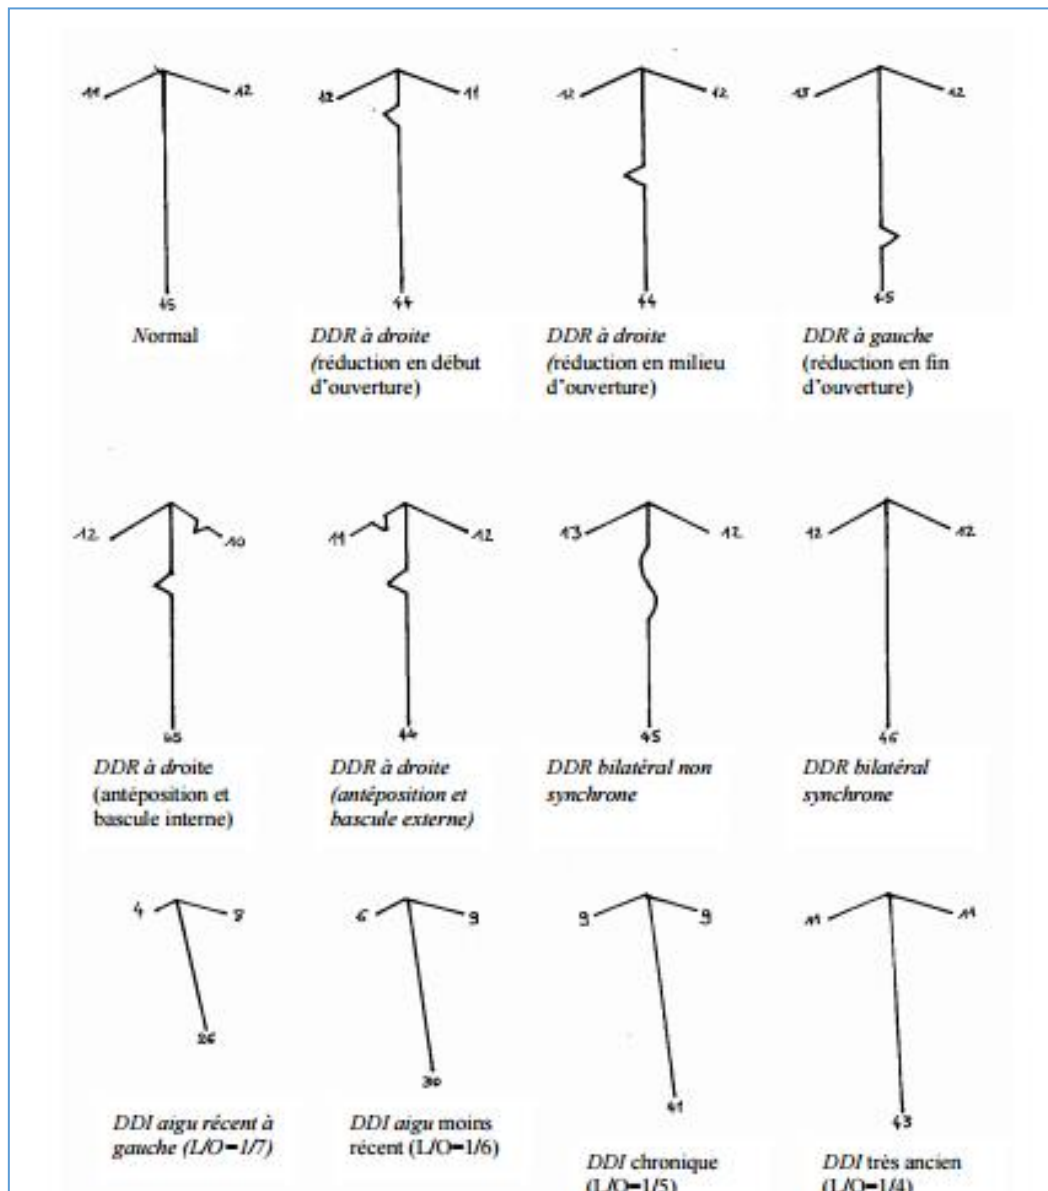 11 12
12 11
12 12
13 12
45
44
44
45
Normal
DDR à droite
(réduction en début
d'ouverture)
DDR à droite
(réduction en milieu
d'ouverture)
DDR à gauche
(réduction en fin
d'ouverture)
12 10
11 12
13 12
12 12
45
44
45
46
DDR à droite
(antéposition et
bascule interne)
DDR à droite
(antéposition et
bascule externe)
DDR bilatéral non
synchrone
DDR bilatéral
synchrone
4 8
6 9
9 9
11 11
26
30
41
43
DDI aigu récent à
gauche (L/O=1/7)
DDI aigu moins
récent (L/O=1/6)
DDI chronique
(L/O=1/5)
DDI très ancien
(L/O=1/4)